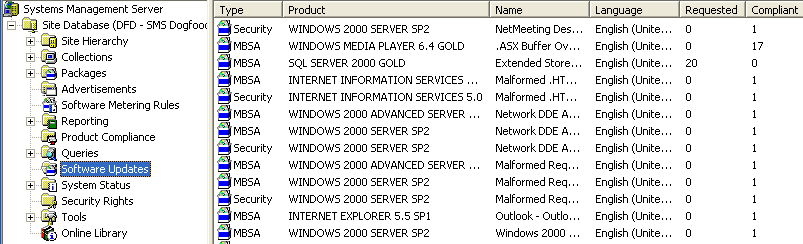 Systems Management Server
Site Database (DFD - SMS Dogfood
Site Hierarchy
Collections
Packages
Advertisements
Software Metering Rules
Reporting
Product Compliance
Queries
Software Updates
System Status
Security Rights
Tools
Online Library
Type Product Name Language Requested Compliant
Security WINDOWS 2000 SERVER SP2 NetMeeting Des... English (Unite... 0 1
MBSA WINDOWS MEDIA PLAYER 6.4 GOLD .ASX Buffer Ov... English (Unite... 0 17
MBSA SQL SERVER 2000 GOLD Extended Store... English (Unite... 20 0
MBSA INTERNET INFORMATION SERVICES ... Malformed .HT... English (Unite... 0 1
Security INTERNET INFORMATION SERVICES 5.0 Malformed .HT... English (Unite... 0 1
MBSA WINDOWS 2000 ADVANCED SERVER ... Network DDE A... English (Unite... 0 1
MBSA WINDOWS 2000 SERVER SP2 Network DDE A... English (Unite... 0 1
Security WINDOWS 2000 SERVER SP2 Network DDE A... English (Unite... 0 1
MBSA WINDOWS 2000 ADVANCED SERVER ... Malformed Req... English (Unite... 0 1
MBSA WINDOWS 2000 SERVER SP2 Malformed Req... English (Unite... 0 1
Security WINDOWS 2000 SERVER SP2 Malformed Req... English (Unite... 0 1
MBSA INTERNET EXPLORER 5.5 SP1 Outlook - Outlo... English (Unite... 0 1
MBSA WINDOWS 2000 SERVER SP2 Windows 2000 ... English (Unite... 0 1